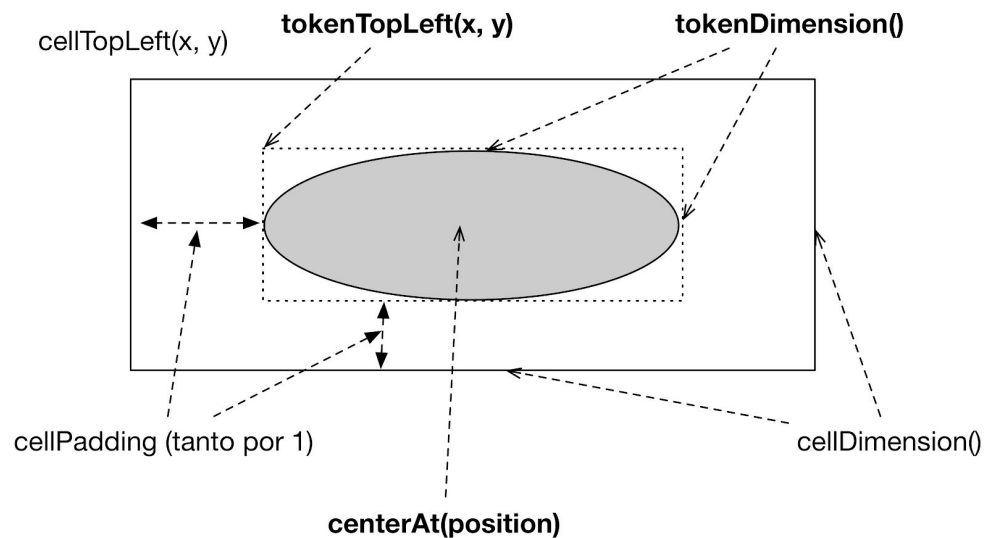 cellTopLeft(x, y)
tokenTopLeft(x, y)
tokenDimension()
cellPadding (tanto por 1)
cellDimension()
centerAt(position)